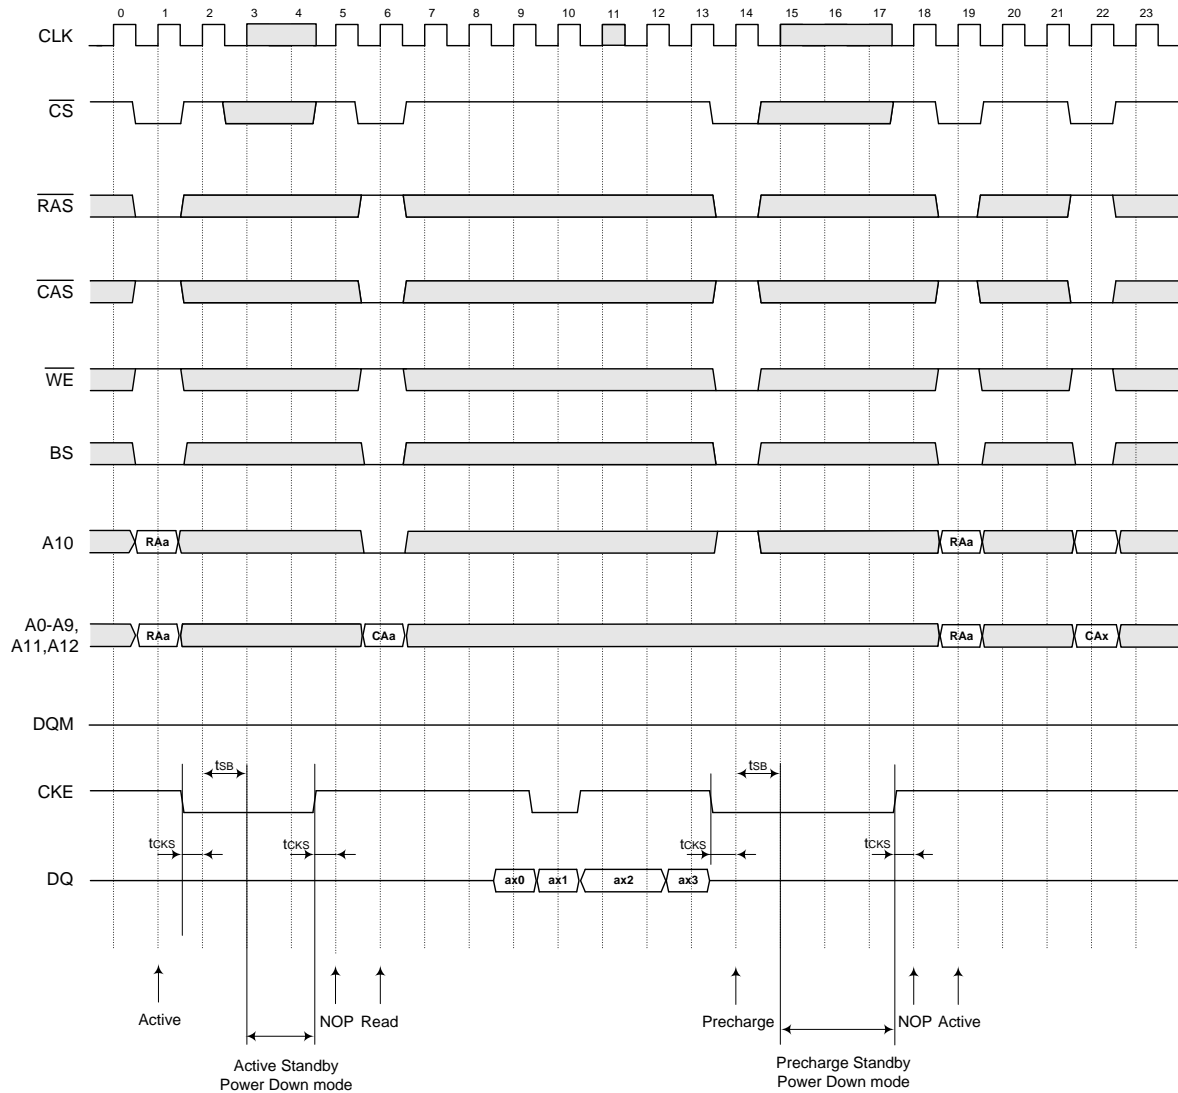 0 1 2 3 4 5 6 7 8 9 10 11 12 13 14 15 16 17 18 19 20 21 22 23
CLK
CS
RAS
CAS
WE
BS
A10 RAa RAa
A0-A9,
A11,A12 RAa CAa RAa CAx
DQM
tSB tSB
CKE
tCKS tCKS tCKS tCKS
DQ ax0 ax1 ax2 ax3
Active NOP Read Precharge NOP Active
Active Standby
Power Down mode
Precharge Standby
Power Down mode